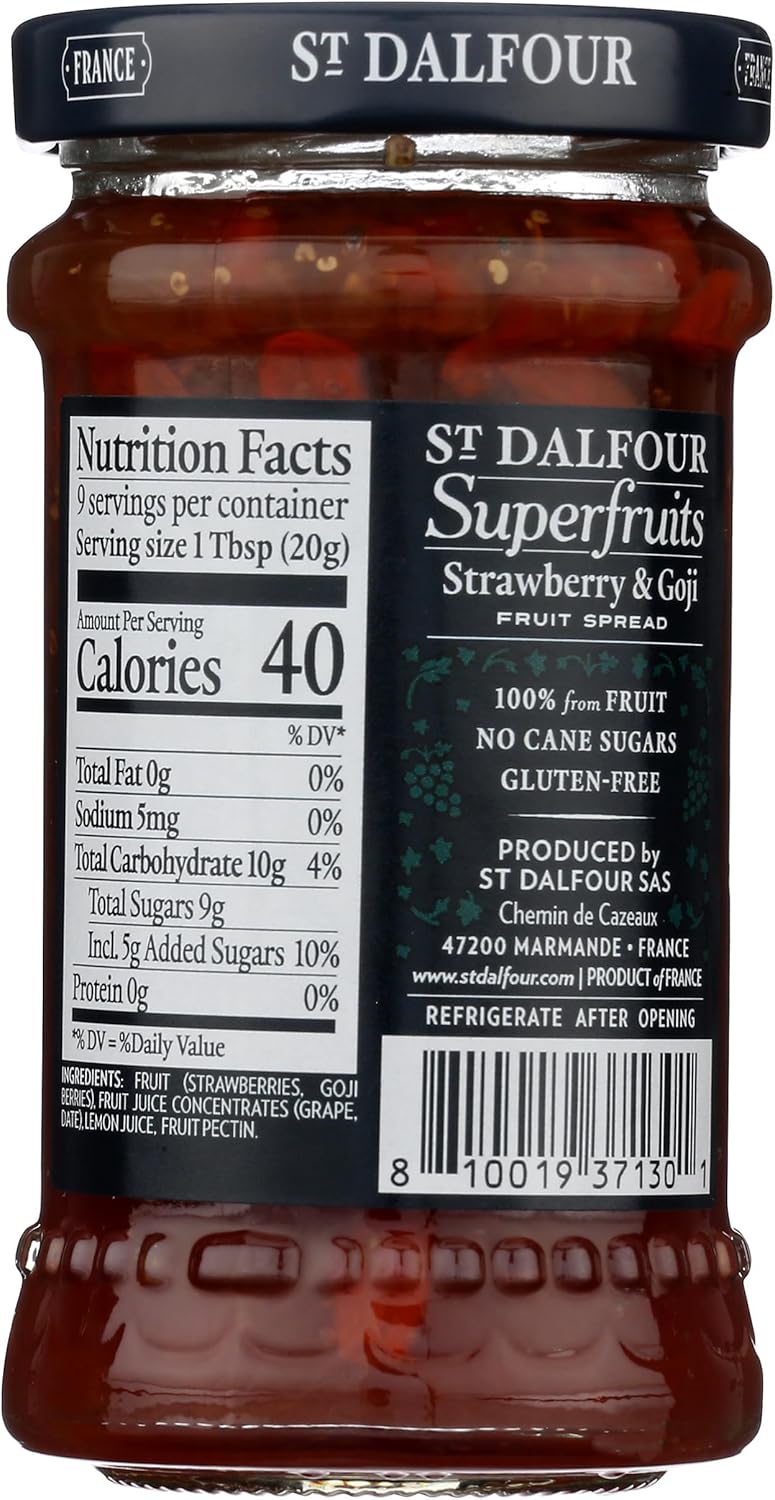 FRANCE
ST DALFOUR
FRANCE
Nutrition Facts
9 servings per container
Serving size 1 Tbsp (20g)
Amount Per Serving
Calories 40
% DV*
Total Fat 0g 0%
Sodium 5mg 0%
Total Carbohydrate 10g 4%
Total Sugars 9g
Incl. 5g Added Sugars 10%
Protein 0g 0%
*% DV = %Daily Value
INGREDIENTS: FRUIT (STRAWBERRIES, GOJI
BERRIES), FRUIT JUICE CONCENTRATES (GRAPE,
DATE), LEMON JUICE, FRUIT PECTIN.
ST DALFOUR
Superfruits
Strawberry & Goji
FRUIT SPREAD
100% from FRUIT
NO CANE SUGARS
GLUTEN-FREE
PRODUCED by
ST DALFOUR SAS
Chemin de Cazeaux
47200 MARMANDE • FRANCE
www.stdalfour.com | PRODUCT of FRANCE
REFRIGERATE AFTER OPENING
8 10019 37130 1